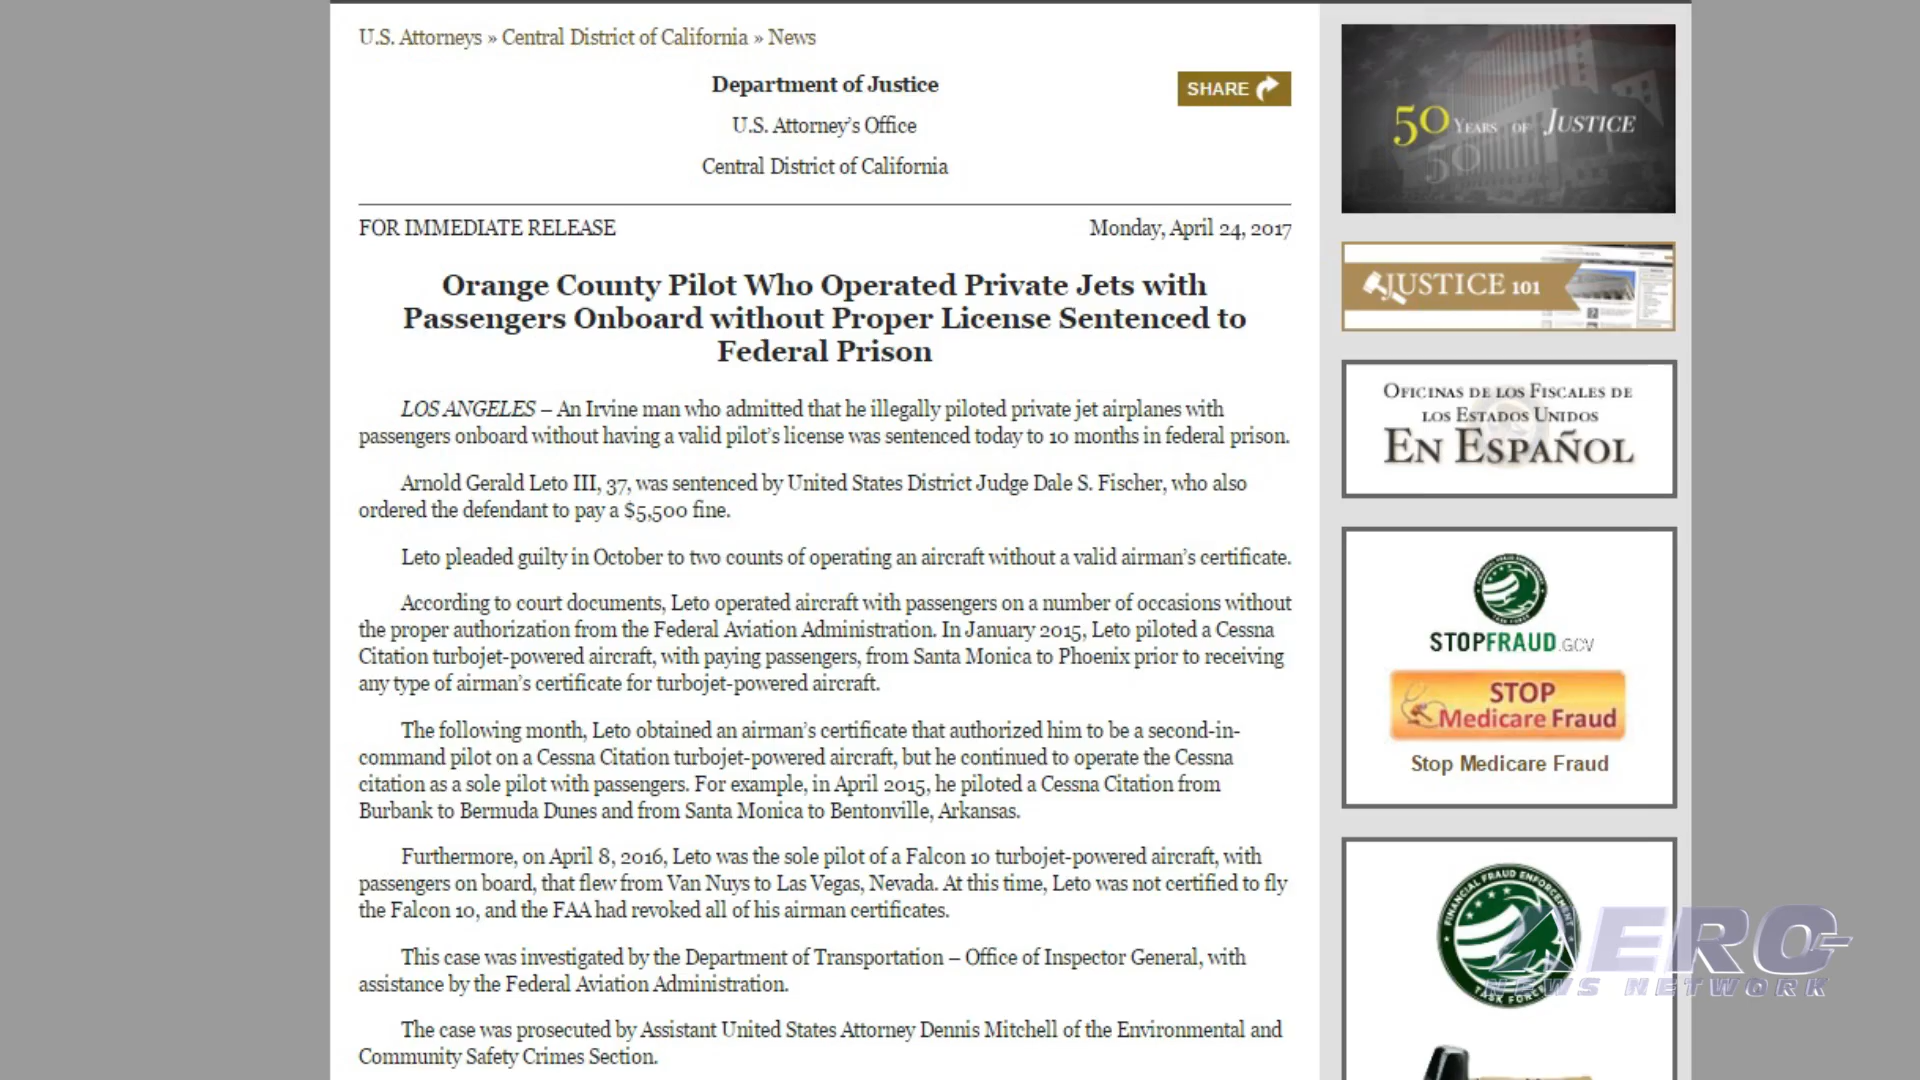 U.S. Attorneys » Central District of California » News
Department of Justice
SHARE
U.S. Attorney's Office
Central District of California
FOR IMMEDIATE RELEASE
Monday, April 24, 2017
Orange County Pilot Who Operated Private Jets with
Passengers Onboard without Proper License Sentenced to
Federal Prison
LOS ANGELES – An Irvine man who admitted that he illegally piloted private jet airplanes with
passengers onboard without having a valid pilot's license was sentenced today to 10 months in federal prison.
Arnold Gerald Leto III, 37, was sentenced by United States District Judge Dale S. Fischer, who also
ordered the defendant to pay a $5,500 fine.
Leto pleaded guilty in October to two counts of operating an aircraft without a valid airman's certificate.
According to court documents, Leto operated aircraft with passengers on a number of occasions without
the proper authorization from the Federal Aviation Administration. In January 2015, Leto piloted a Cessna
Citation turbojet-powered aircraft, with paying passengers, from Santa Monica to Phoenix prior to receiving
any type of airman's certificate for turbojet-powered aircraft.
The following month, Leto obtained an airman's certificate that authorized him to be a second-in-
command pilot on a Cessna Citation turbojet-powered aircraft, but he continued to operate the Cessna
citation as a sole pilot with passengers. For example, in April 2015, he piloted a Cessna Citation from
Burbank to Bermuda Dunes and from Santa Monica to Bentonville, Arkansas.
Furthermore, on April 8, 2016, Leto was the sole pilot of a Falcon 10 turbojet-powered aircraft, with
passengers on board, that flew from Van Nuys to Las Vegas, Nevada. At this time, Leto was not certified to fly
the Falcon 10, and the FAA had revoked all of his airman certificates.
This case was investigated by the Department of Transportation – Office of Inspector General, with
assistance by the Federal Aviation Administration.
The case was prosecuted by Assistant United States Attorney Dennis Mitchell of the Environmental and
Community Safety Crimes Section.
50 YEARS OF JUSTICE
50
JUSTICE 101
OFICINAS DE LOS FISCALES DE
LOS ESTADOS UNIDOS
EN ESPAÑOL
STOPFRAUD.GOV
STOP
Medicare Fraud
Stop Medicare Fraud
FINANCIAL FRAUD ENFORCEMENT
TASK FORCE
AERO-
NEWS NETWORK